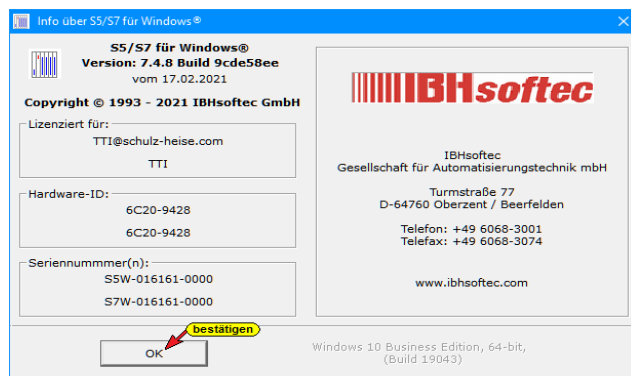 Info über S5/S7 für Windows®
S5/S7 für Windows®
Version: 7.4.8 Build 9cde58ee
vom 17.02.2021
Copyright © 1993 - 2021 IBHsoftec GmbH
Lizenziert für:
TTI@schulz-heise.com
TTI
Hardware-ID:
6C20-9428
6C20-9428
Seriennummmer(n):
S5W-016161-0000
S7W-016161-0000
IBHsoftec
IBHsoftec
Gesellschaft für Automatisierungstechnik mbH
Turmstraße 77
D-64760 Oberzent / Beerfelden
Telefon: +49 6068-3001
Telefax: +49 6068-3074
www.ibhsoftec.com
bestätigen
OK
Windows 10 Business Edition, 64-bit,
(Build 19043)